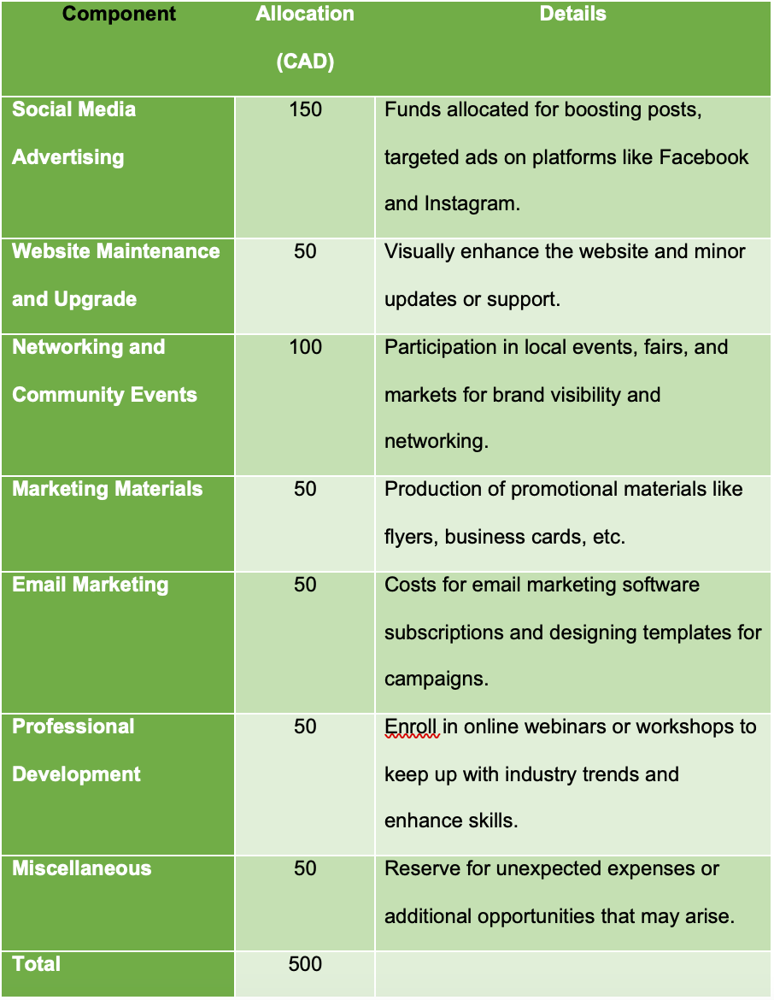 Component
Allocation
(CAD)
Details
Social Media
Advertising
150
Funds allocated for boosting posts,
targeted ads on platforms like Facebook
and Instagram.
Website Maintenance
and Upgrade
50
Visually enhance the website and minor
updates or support.
Networking and
Community Events
100
Participation in local events, fairs, and
markets for brand visibility and
networking.
Marketing Materials
50
Production of promotional materials like
flyers, business cards, etc.
Email Marketing
50
Costs for email marketing software
subscriptions and designing templates for
campaigns.
Professional
Development
50
Enroll in online webinars or workshops to
keep up with industry trends and
enhance skills.
Miscellaneous
50
Reserve for unexpected expenses or
additional opportunities that may arise.
Total
500